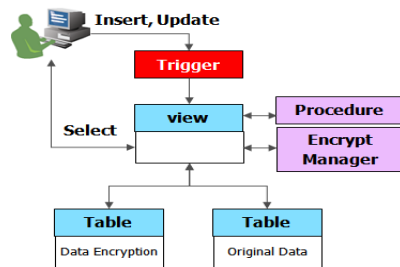 Insert, Update
Trigger
view
Procedure
Select
Encrypt
Manager
Table
Table
Data Encryption
Original Data